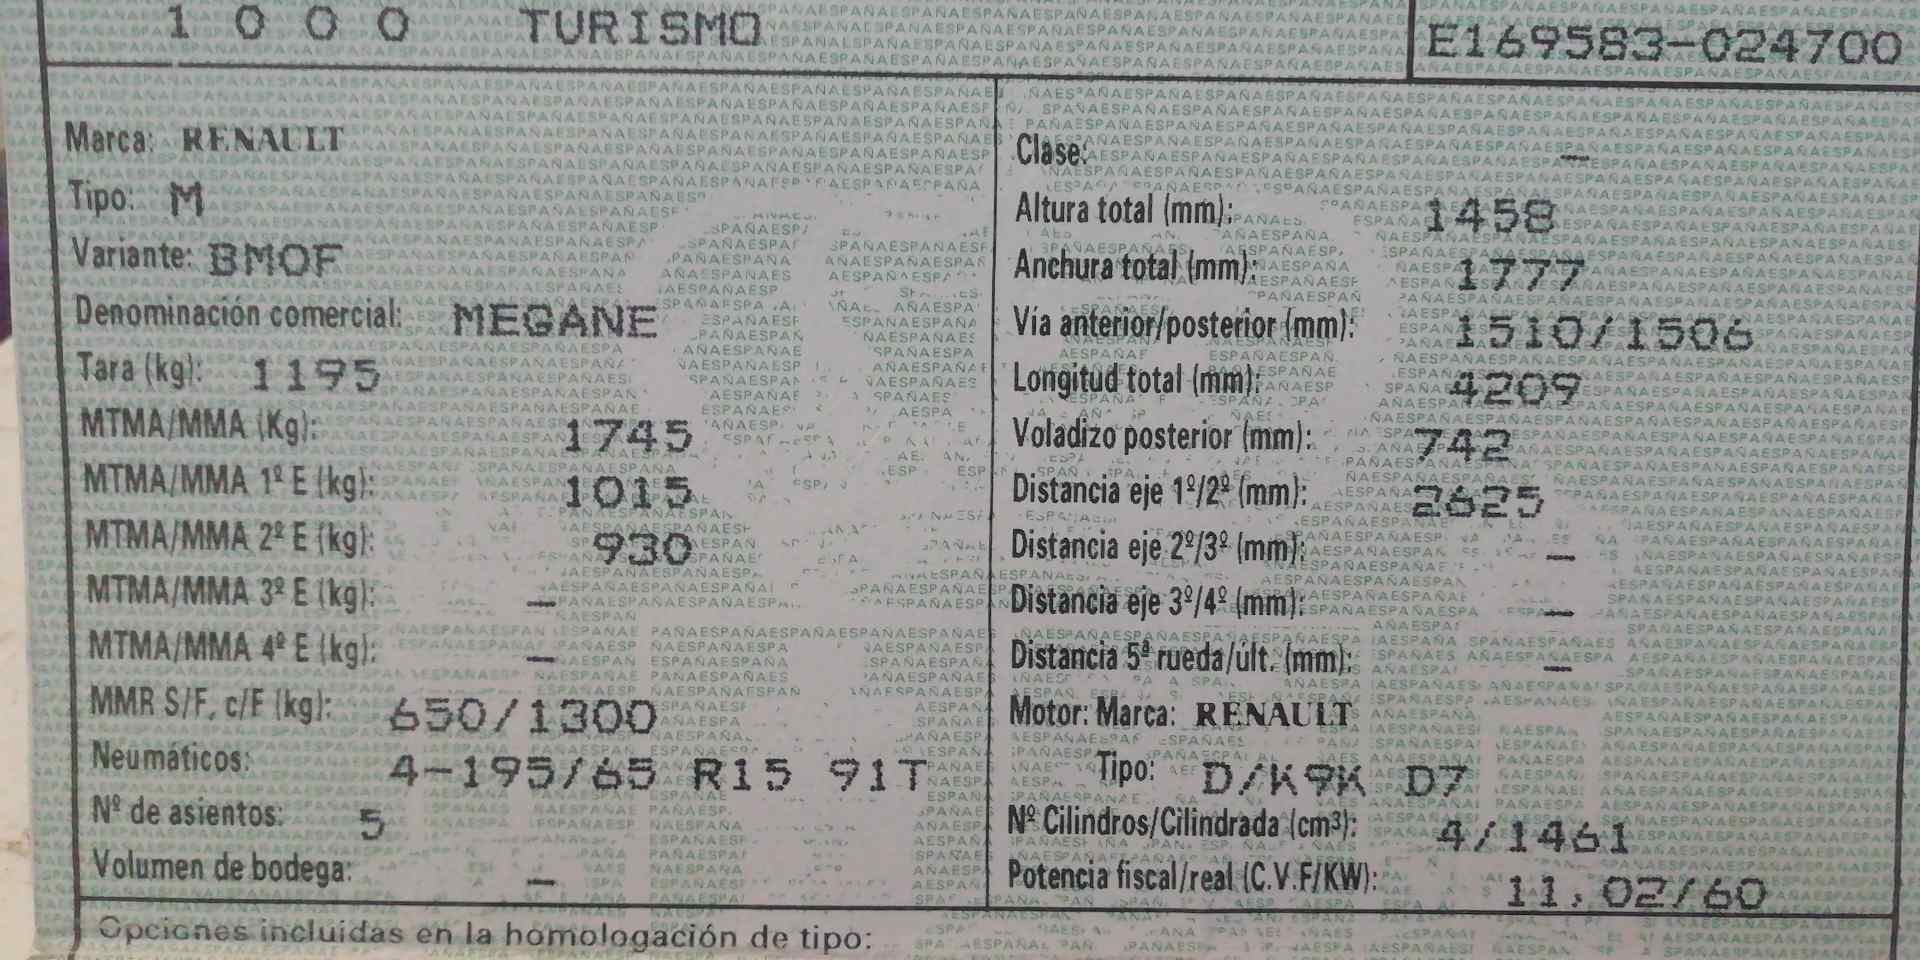 1 0 0 0 TURISMO
E169583-024700
Marca: RENAULT
Tipo: M
Variante: BMOF
Denominación comercial: MEGANE
Tara (kg): 1195
MTMA/MMA (Kg): 1745
MTMA/MMA 1º E (kg): 1015
MTMA/MMA 2º E (kg): 930
MTMA/MMA 3º E (kg): —
MTMA/MMA 4º E (kg): —
MMR S/F, c/F (kg): 650/1300
Neumáticos: 4-195/65 R15 91T
Nº de asientos: 5
Volumen de bodega: —
Clase: —
Altura total (mm): 1458
Anchura total (mm): 1777
Vía anterior/posterior (mm): 1510/1506
Longitud total (mm): 4209
Voladizo posterior (mm): 742
Distancia eje 1º/2º (mm): 2625
Distancia eje 2º/3º (mm): —
Distancia eje 3º/4º (mm): —
Distancia 5ª rueda/últ. (mm): —
Motor: Marca: RENAULT
Tipo: D/K9K D7
Nº Cilindros/Cilindrada (cm³): 4/1461
Potencia fiscal/real (C.V.F/KW): 11,02/60
Opciones incluidas en la homologación de tipo: